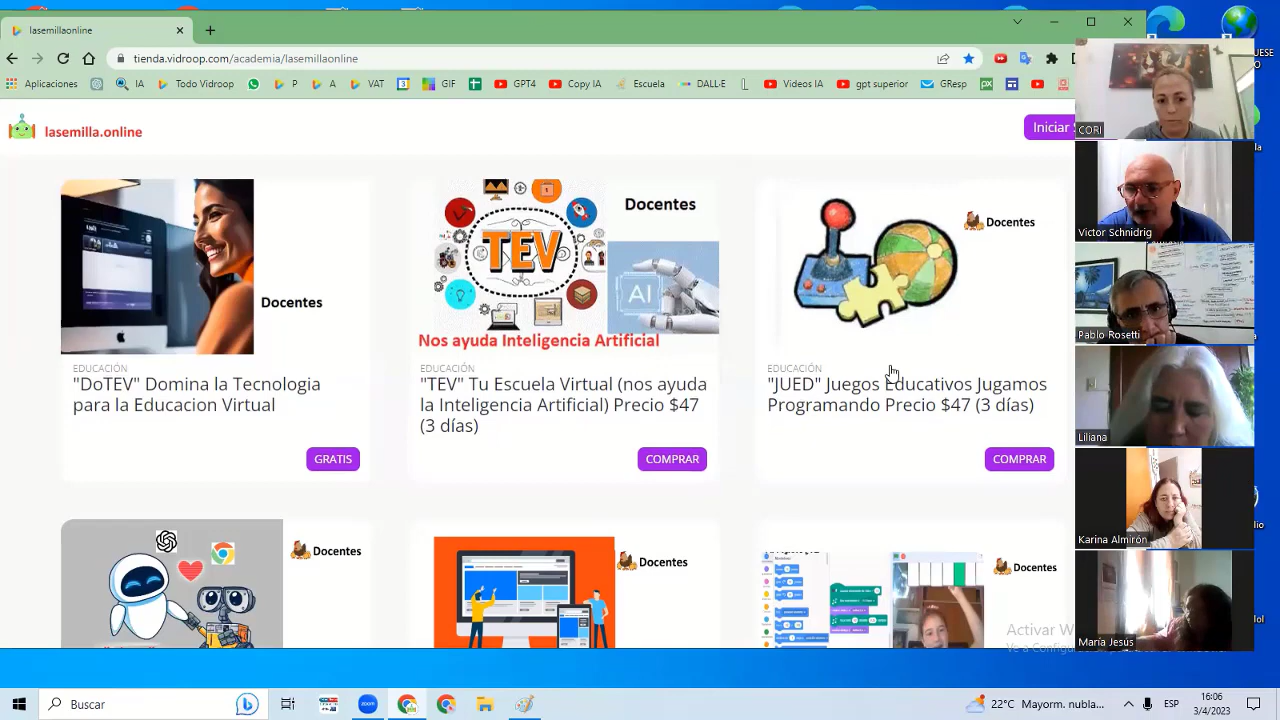 lasemillaonline
tienda.vidroop.com/academia/lasemillaonline
Aplicaciones
IA
Todo Vidroop
P
A
VAT
GIF
GPT4
Copy IA
Escuela
DALL·E
Videos IA
gpt superior
GResp
lasemilla.online
Iniciar
Docentes
TEV
Docentes
AI
Nos ayuda Inteligencia Artificial
Docentes
EDUCACIÓN
"DoTEV" Domina la Tecnologia
para la Educacion Virtual
GRATIS
EDUCACIÓN
"TEV" Tu Escuela Virtual (nos ayuda
la Inteligencia Artificial) Precio $47
(3 días)
COMPRAR
EDUCACIÓN
"JUED" Juegos Educativos Jugamos
Programando Precio $47 (3 días)
COMPRAR
Docentes
Docentes
Docentes
Activar W
CORI
Victor Schnidrig
Pablo Rosetti
Liliana
Karina Almirón
María Jesús
Buscar
zoom
22°C Mayorm. nubla...
ESP
16:06
3/4/2023